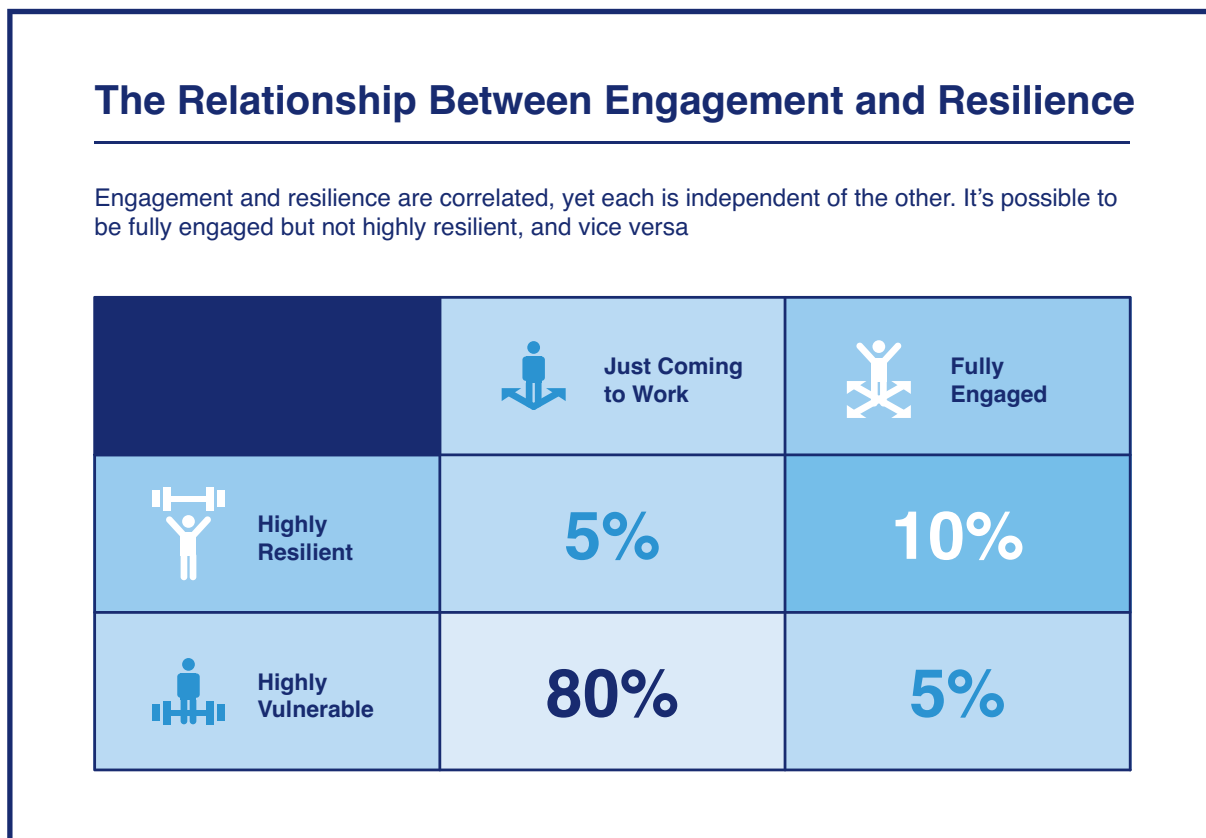 The Relationship Between Engagement and Resilience
Engagement and resilience are correlated, yet each is independent of the other. It’s possible to
be fully engaged but not highly resilient, and vice versa
Just Coming
to Work
Fully
Engaged
Highly
Resilient
5%
10%
Highly
Vulnerable
80%
5%